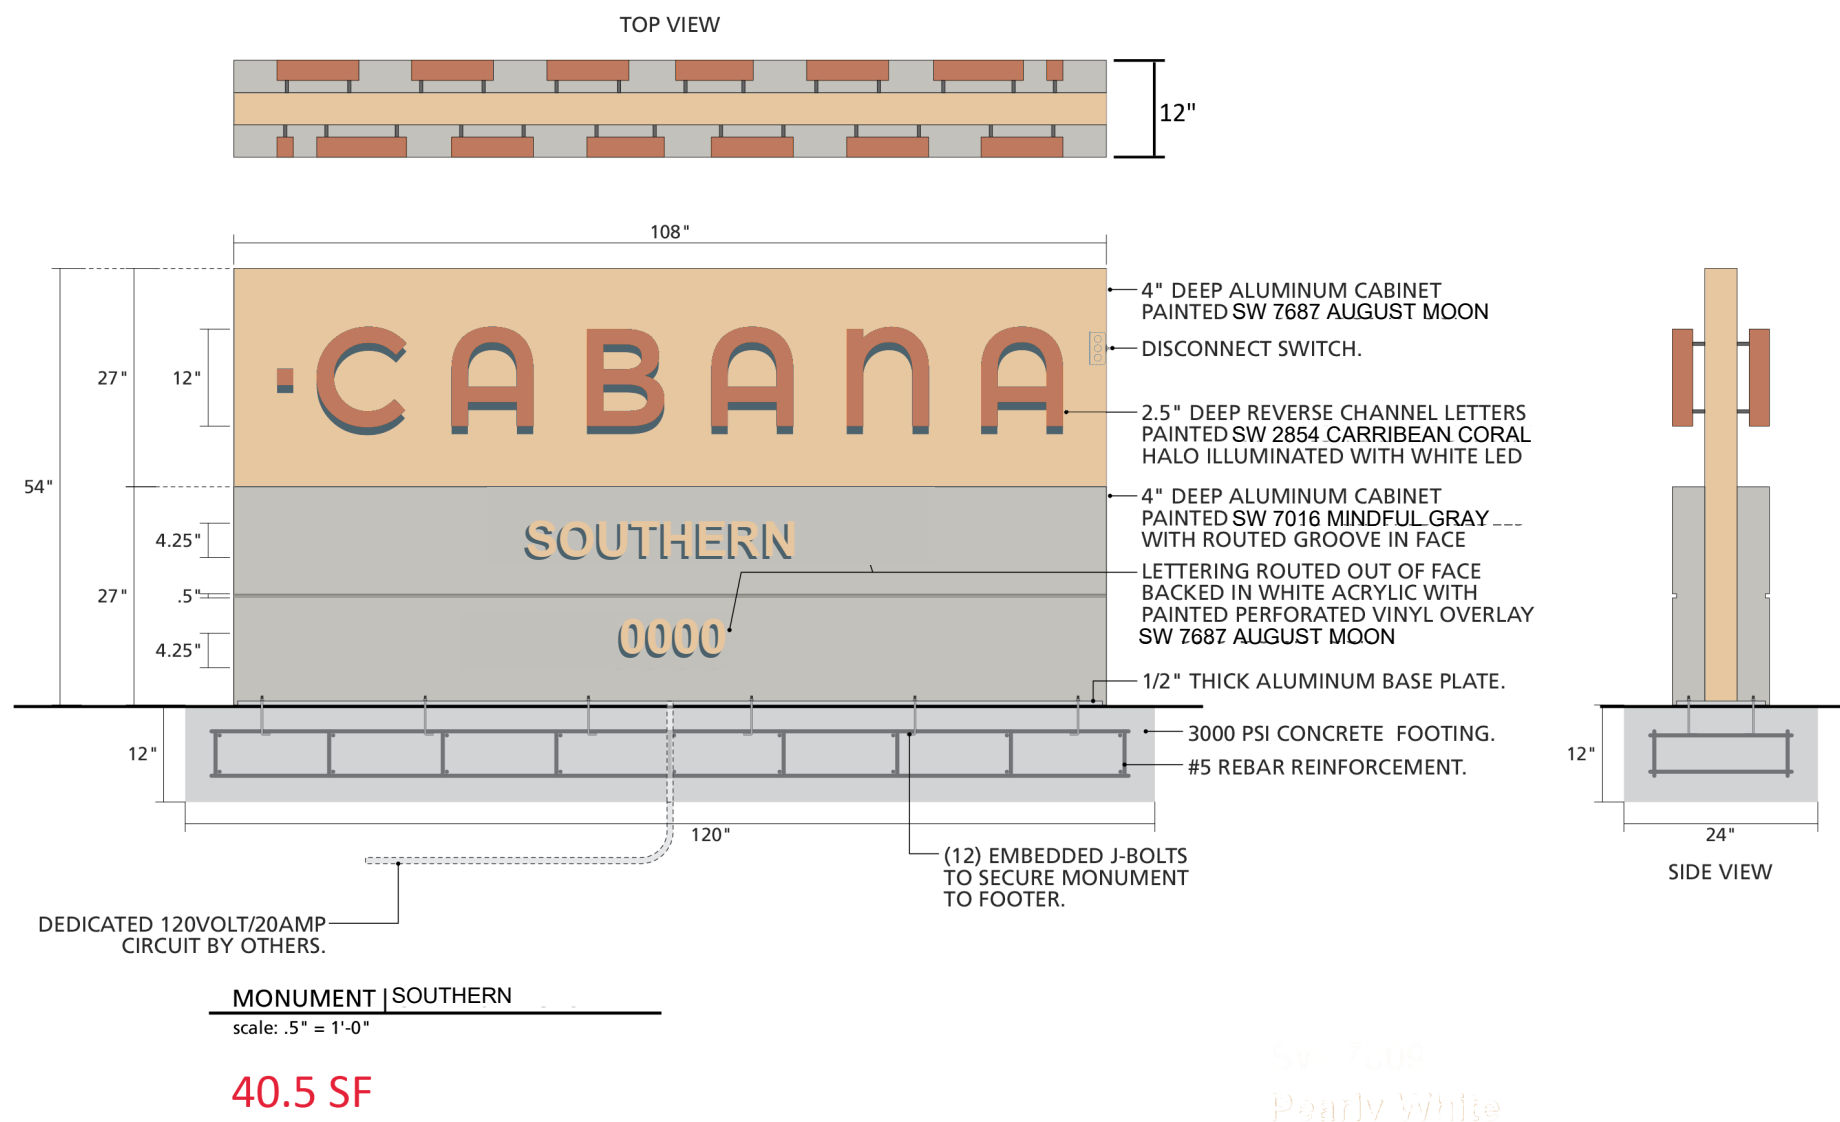 TOP VIEW
12"
108"
4" DEEP ALUMINUM CABINET
PAINTED SW 7687 AUGUST MOON
DISCONNECT SWITCH.
54"
27"
12"
·CABANA
2.5" DEEP REVERSE CHANNEL LETTERS
PAINTED SW 2854 CARRIBEAN CORAL
HALO ILLUMINATED WITH WHITE LED
4" DEEP ALUMINUM CABINET
PAINTED SW 7016 MINDFUL GRAY
WITH ROUTED GROOVE IN FACE
27"
4.25"
SOUTHERN
.5"
4.25"
0000
LETTERING ROUTED OUT OF FACE
BACKED IN WHITE ACRYLIC WITH
PAINTED PERFORATED VINYL OVERLAY
SW 7687 AUGUST MOON
1/2" THICK ALUMINUM BASE PLATE.
12"
3000 PSI CONCRETE FOOTING.
#5 REBAR REINFORCEMENT.
120"
12"
24"
SIDE VIEW
(12) EMBEDDED J-BOLTS
TO SECURE MONUMENT
TO FOOTER.
DEDICATED 120VOLT/20AMP
CIRCUIT BY OTHERS.
MONUMENT | SOUTHERN
scale: .5" = 1'-0"
40.5 SF
Pearly White